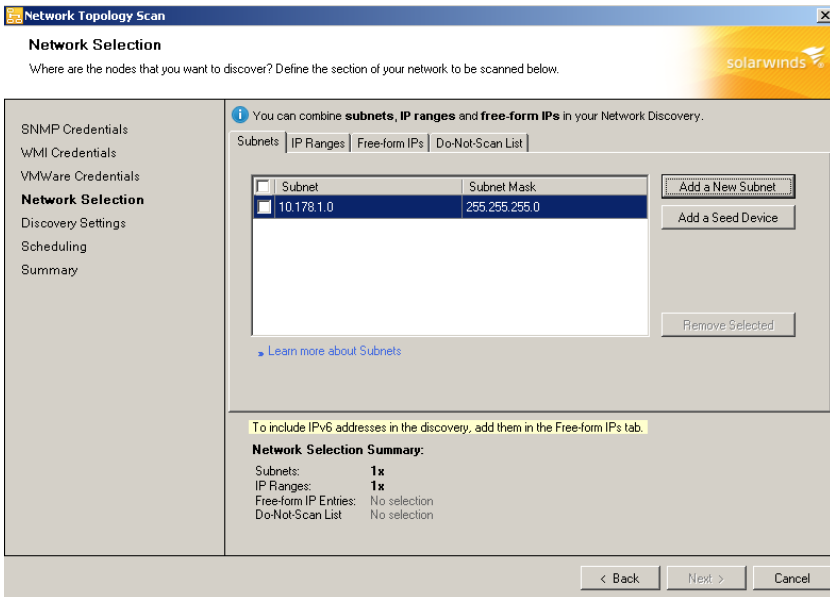 Network Topology Scan
Network Selection
Where are the nodes that you want to discover? Define the section of your network to be scanned below.
solarwinds
SNMP Credentials
WMI Credentials
VMWare Credentials
Network Selection
Discovery Settings
Scheduling
Summary
You can combine subnets, IP ranges and free-form IPs in your Network Discovery.
Subnets IP Ranges Free-form IPs Do-Not-Scan List
Subnet Subnet Mask
10.178.1.0 255.255.255.0
Add a New Subnet
Add a Seed Device
Remove Selected
» Learn more about Subnets
To include IPv6 addresses in the discovery, add them in the Free-form IPs tab.
Network Selection Summary:
Subnets: 1x
IP Ranges: 1x
Free-form IP Entries: No selection
Do-Not-Scan List No selection
< Back Next > Cancel